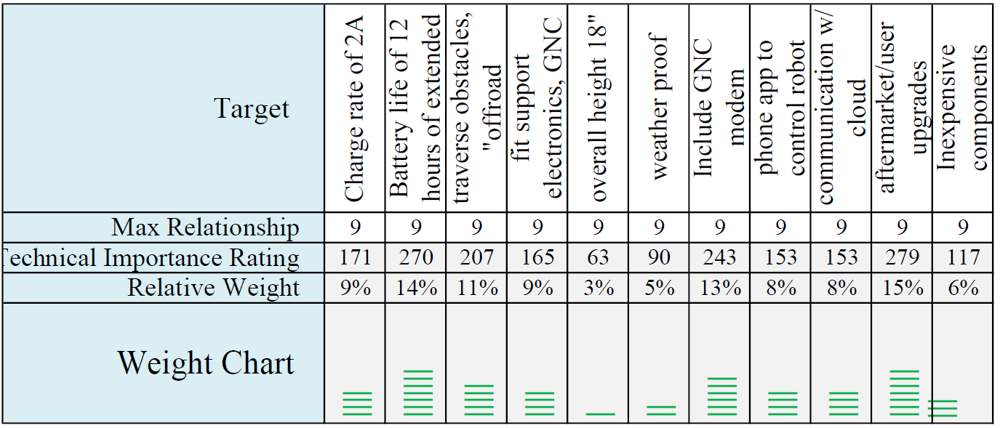 Target
Charge rate of 2A
Battery life of 12
hours of extended
traverse obstacles,
"offroad
fit support
electronics, GNC
overall height 18"
weather proof
Include GNC
modem
phone app to
control robot
communication w/
cloud
aftermarket/user
upgrades
Inexpensive
components
Max Relationship 9 9 9 9 9 9 9 9 9 9 9
Technical Importance Rating 171 270 207 165 63 90 243 153 153 279 117
Relative Weight 9% 14% 11% 9% 3% 5% 13% 8% 8% 15% 6%
Weight Chart